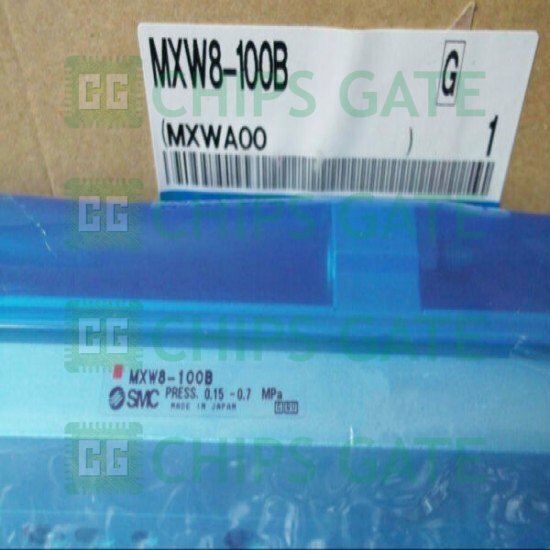 MXW8-100B
G
(MXWA00 )
1
MXW8-100B
SMC PRESS. 0.15 -0.7 MPa
MADE IN JAPAN
CHIPS GATE
CHIPS GATE
CHIPS GATE
CHIPS GATE